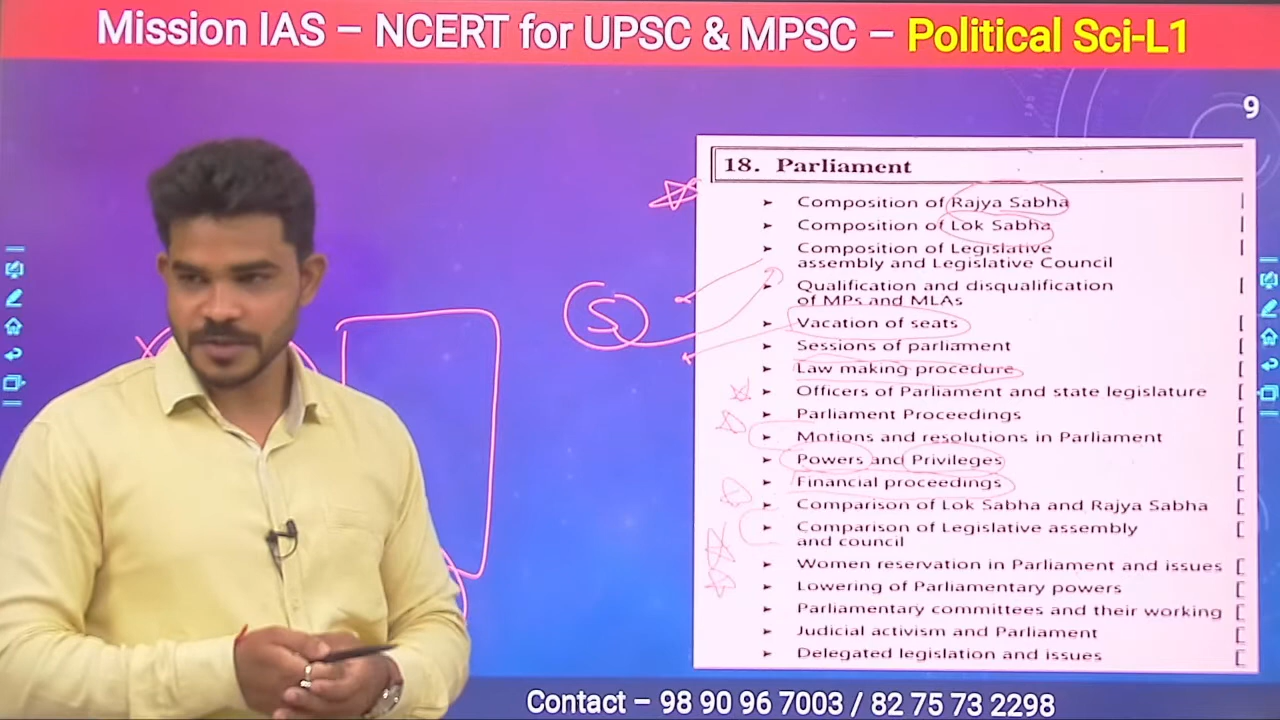 Mission IAS – NCERT for UPSC & MPSC – Political Sci-L1
9
18. Parliament
➤ Composition of Rajya Sabha
➤ Composition of Lok Sabha
➤ Composition of Legislative
assembly and Legislative Council
➤ Qualification and disqualification
of MPs and MLAs
➤ Vacation of seats
➤ Sessions of parliament
➤ Law making procedure
➤ Officers of Parliament and state legislature
➤ Parliament Proceedings
➤ Motions and resolutions in Parliament
➤ Powers and Privileges
➤ Financial proceedings
➤ Comparison of Lok Sabha and Rajya Sabha
➤ Comparison of Legislative assembly
and council
➤ Women reservation in Parliament and issues
➤ Lowering of Parliamentary powers
➤ Parliamentary committees and their working
➤ Judicial activism and Parliament
➤ Delegated legislation and issues
S
Contact – 98 90 96 7003 / 82 75 73 2298